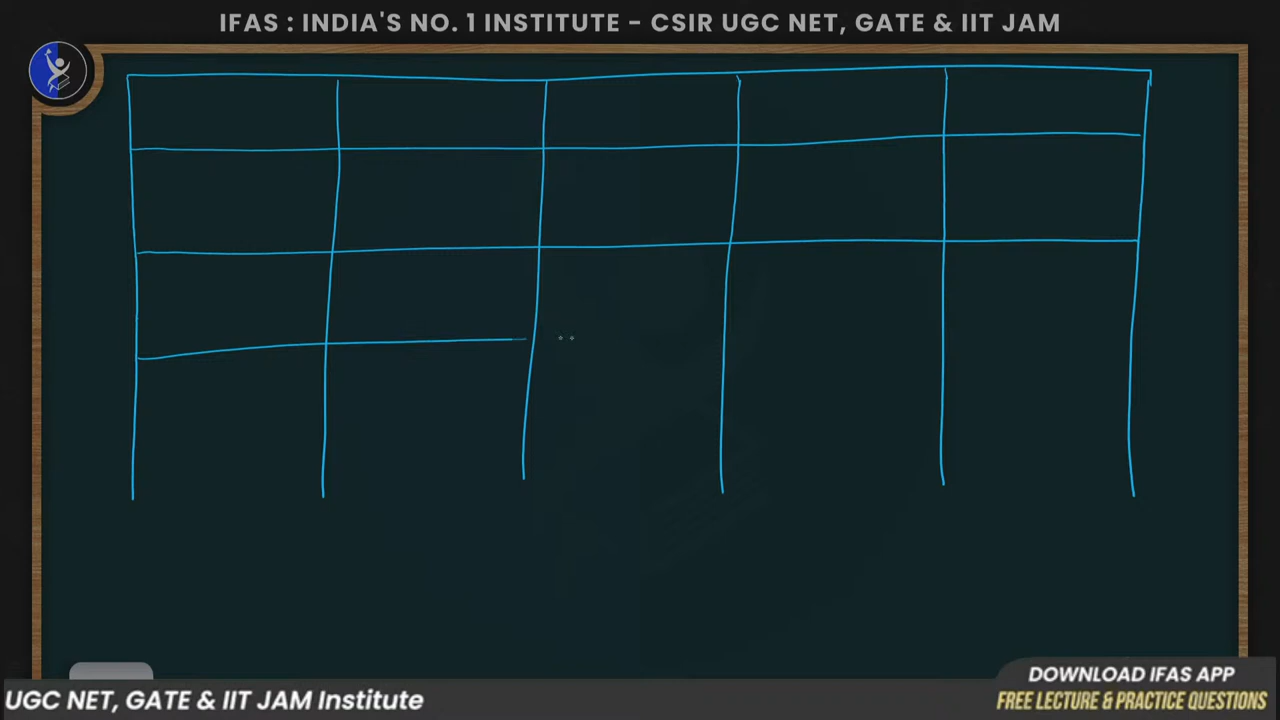 IFAS : INDIA'S NO. 1 INSTITUTE - CSIR UGC NET, GATE & IIT JAM
DOWNLOAD IFAS APP
UGC NET, GATE & IIT JAM Institute
FREE LECTURE & PRACTICE QUESTIONS